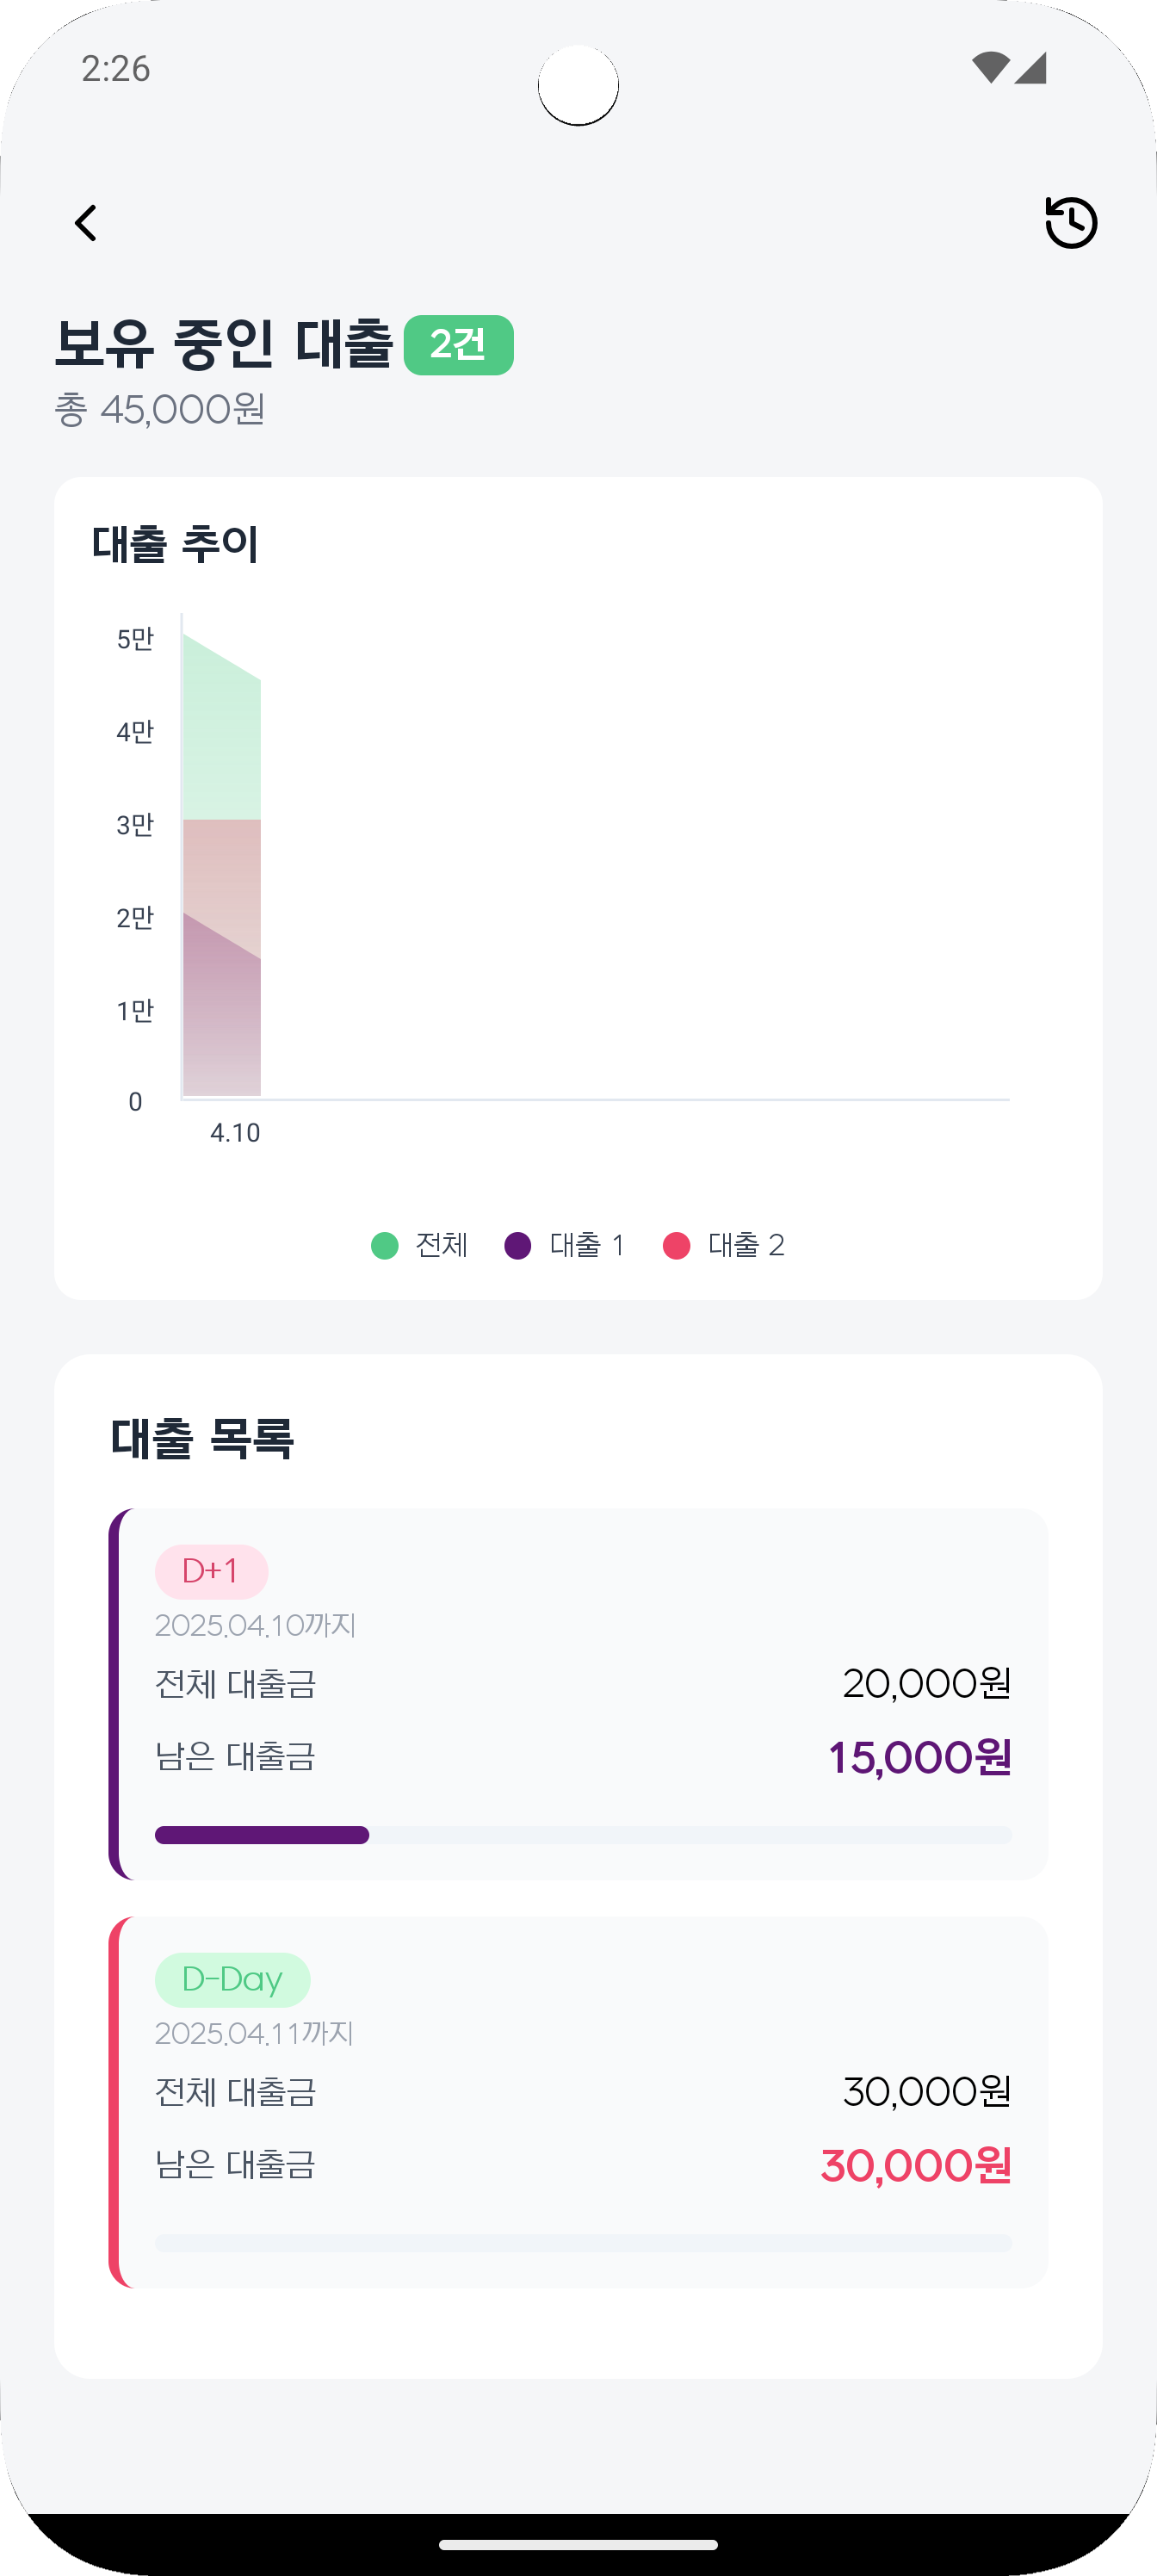 2:26
보유 중인 대출 2건
총 45,000원
대출 추이
5만
4만
3만
2만
1만
0
4.10
전체 대출 1 대출 2
대출 목록
D+1
2025.04.10까지
전체 대출금 20,000원
남은 대출금 15,000원
D-Day
2025.04.11까지
전체 대출금 30,000원
남은 대출금 30,000원